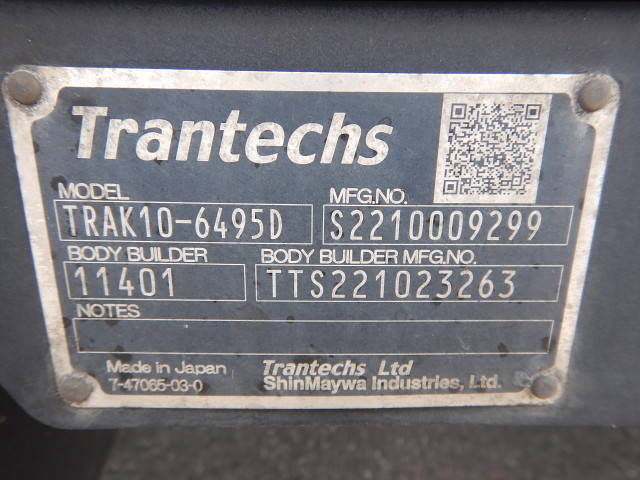 Trantechs
MODEL MFG.NO.
TRAK10-6495D S2210009299
BODY BUILDER BODY BUILDER MFG.NO.
11401 TTS221023263
NOTES
Made in Japan Trantechs Ltd
7-47065-03-0 ShinMaywa Industries, Ltd.